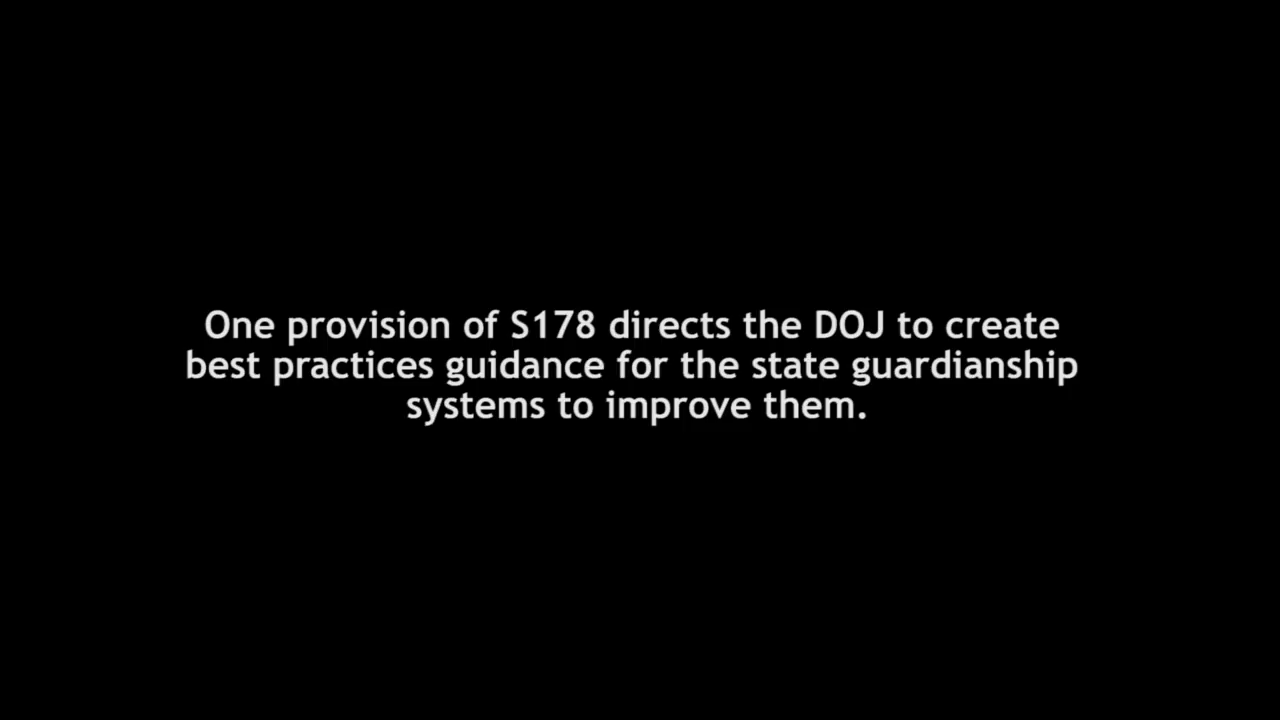 One provision of S178 directs the DOJ to create
best practices guidance for the state guardianship
systems to improve them.